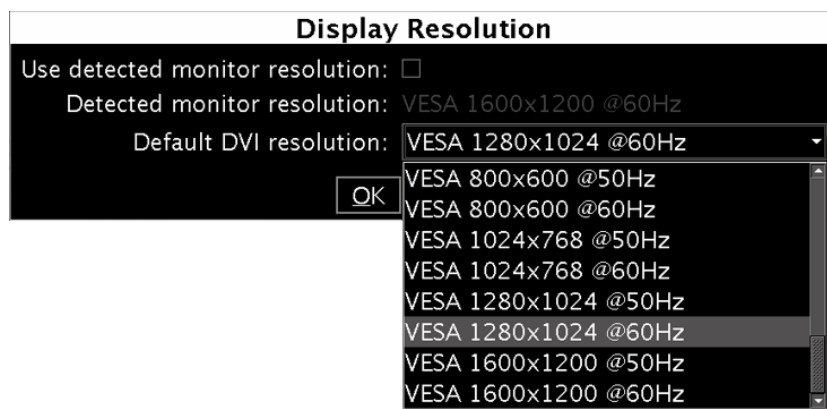 Display Resolution
Use detected monitor resolution:
Detected monitor resolution: VESA 1600x1200 @60Hz
Default DVI resolution: VESA 1280x1024 @60Hz
OK
VESA 800x600 @50Hz
VESA 800x600 @60Hz
VESA 1024x768 @50Hz
VESA 1024x768 @60Hz
VESA 1280x1024 @50Hz
VESA 1280x1024 @60Hz
VESA 1600x1200 @50Hz
VESA 1600x1200 @60Hz